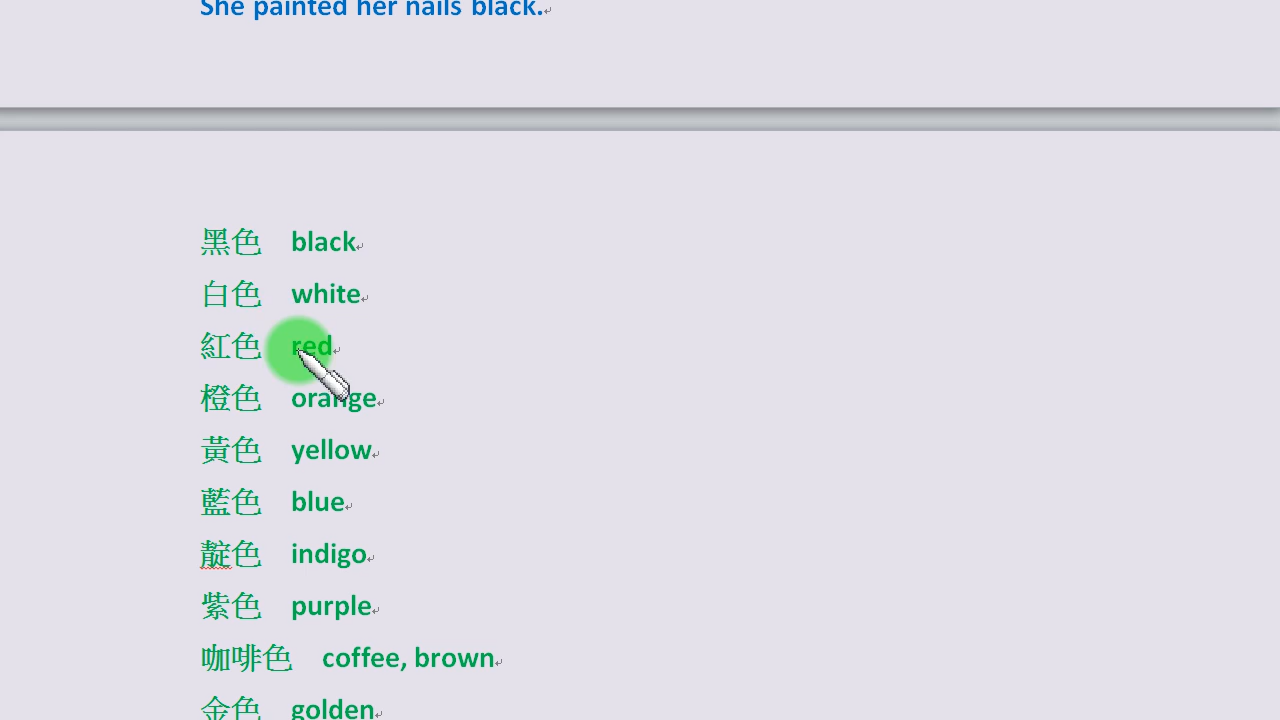 She painted her nails black.
黑色 black
白色 white
紅色 red
橙色 orange
黃色 yellow
藍色 blue
靛色 indigo
紫色 purple
咖啡色 coffee, brown
金色 golden